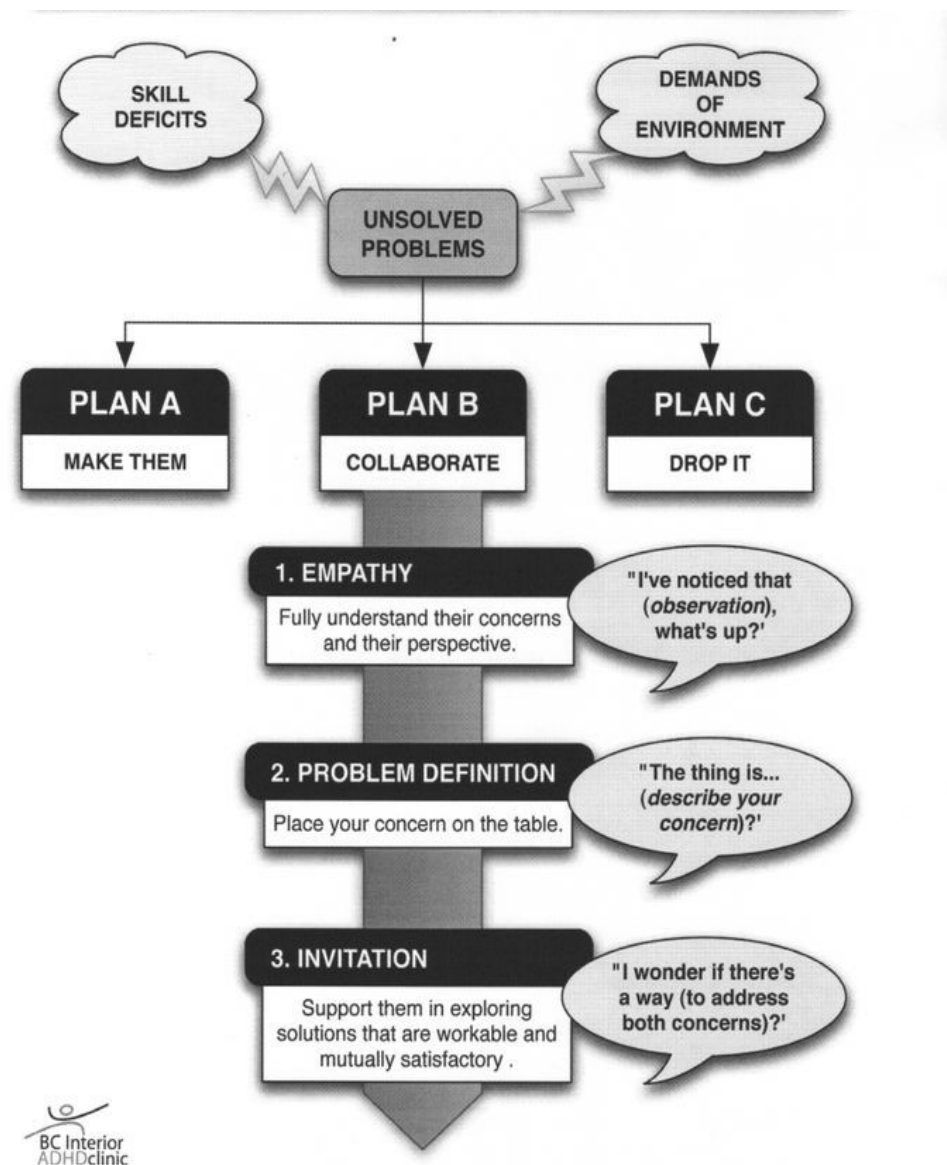 SKILL
DEFICITS
DEMANDS
OF
ENVIRONMENT
UNSOLVED
PROBLEMS
PLAN A
MAKE THEM
PLAN B
COLLABORATE
PLAN C
DROP IT
1. EMPATHY
Fully understand their concerns
and their perspective.
"I've noticed that
(observation),
what's up?'
2. PROBLEM DEFINITION
Place your concern on the table.
"The thing is...
(describe your
concern)?'
3. INVITATION
Support them in exploring
solutions that are workable and
mutually satisfactory .
"I wonder if there's
a way (to address
both concerns)?'
BC Interior
ADHDclinic